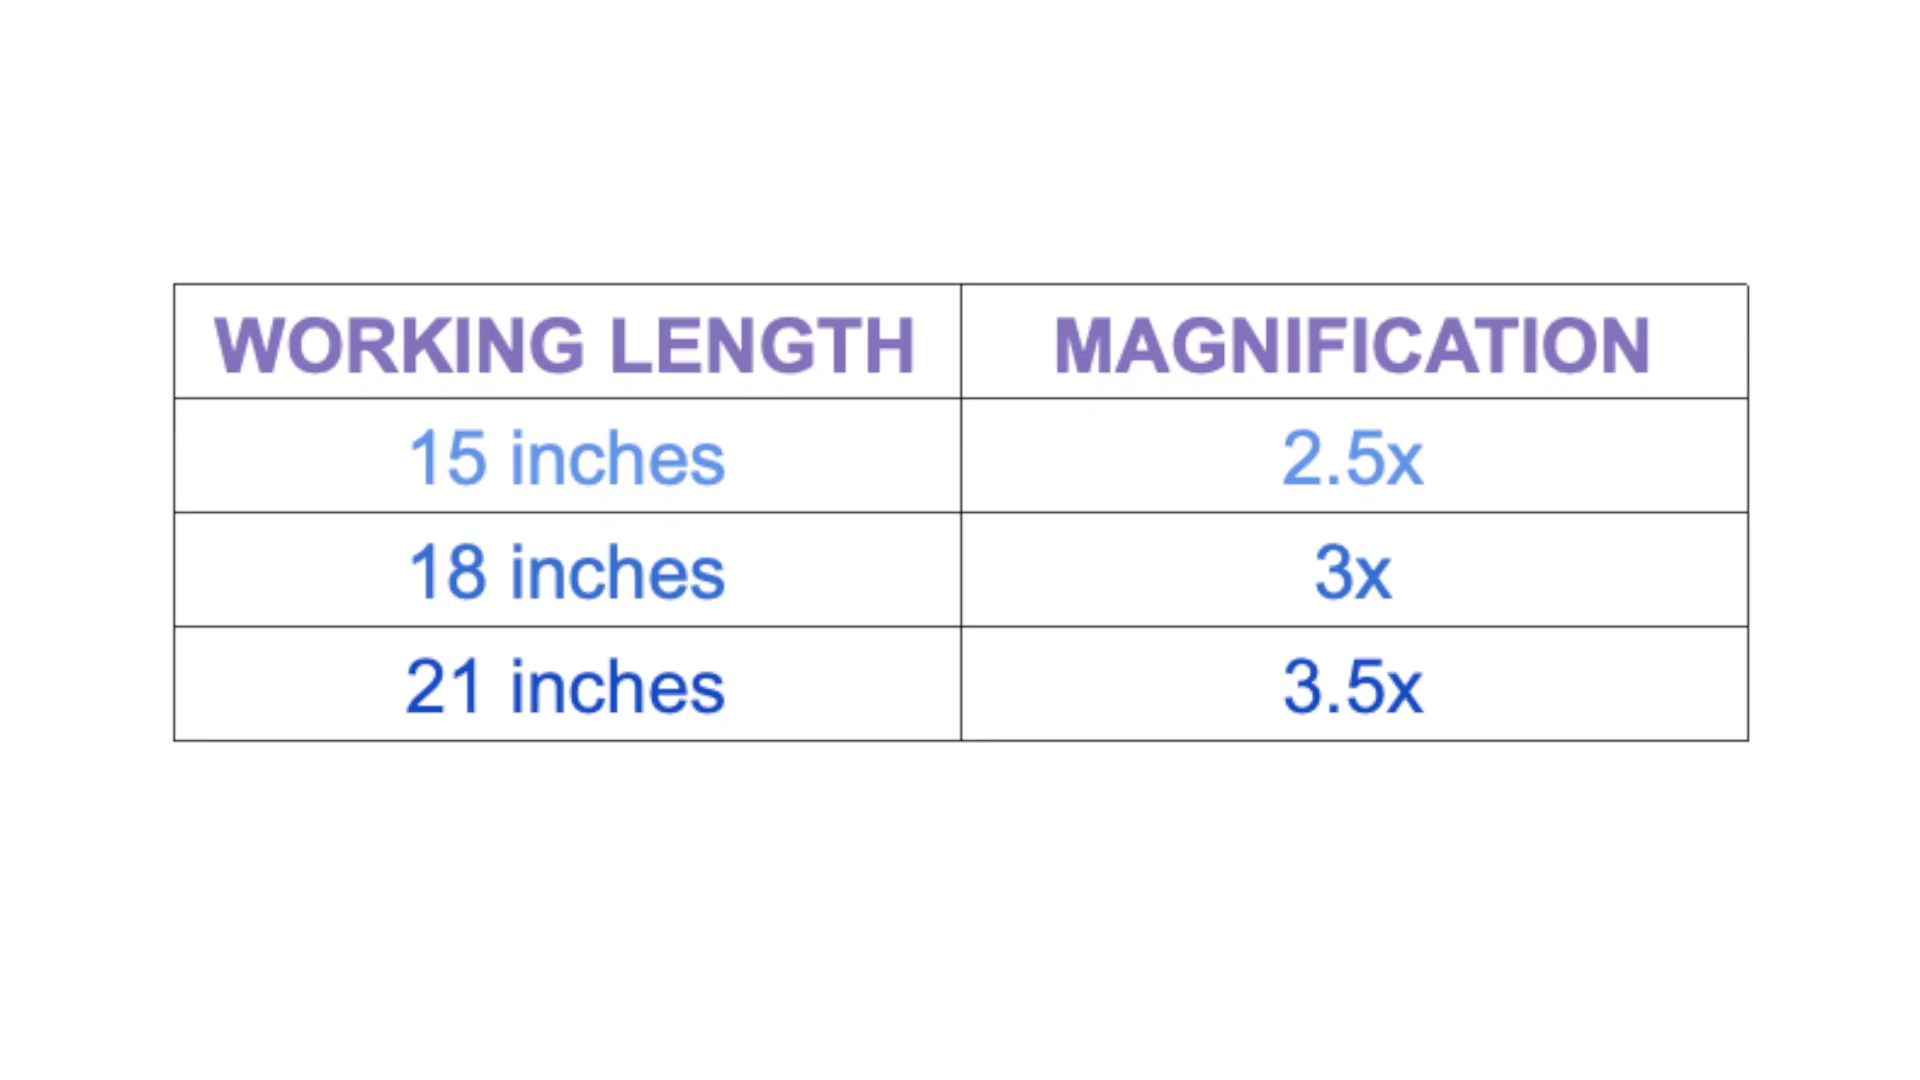 WORKING LENGTH MAGNIFICATION
15 inches 2.5x
18 inches 3x
21 inches 3.5x